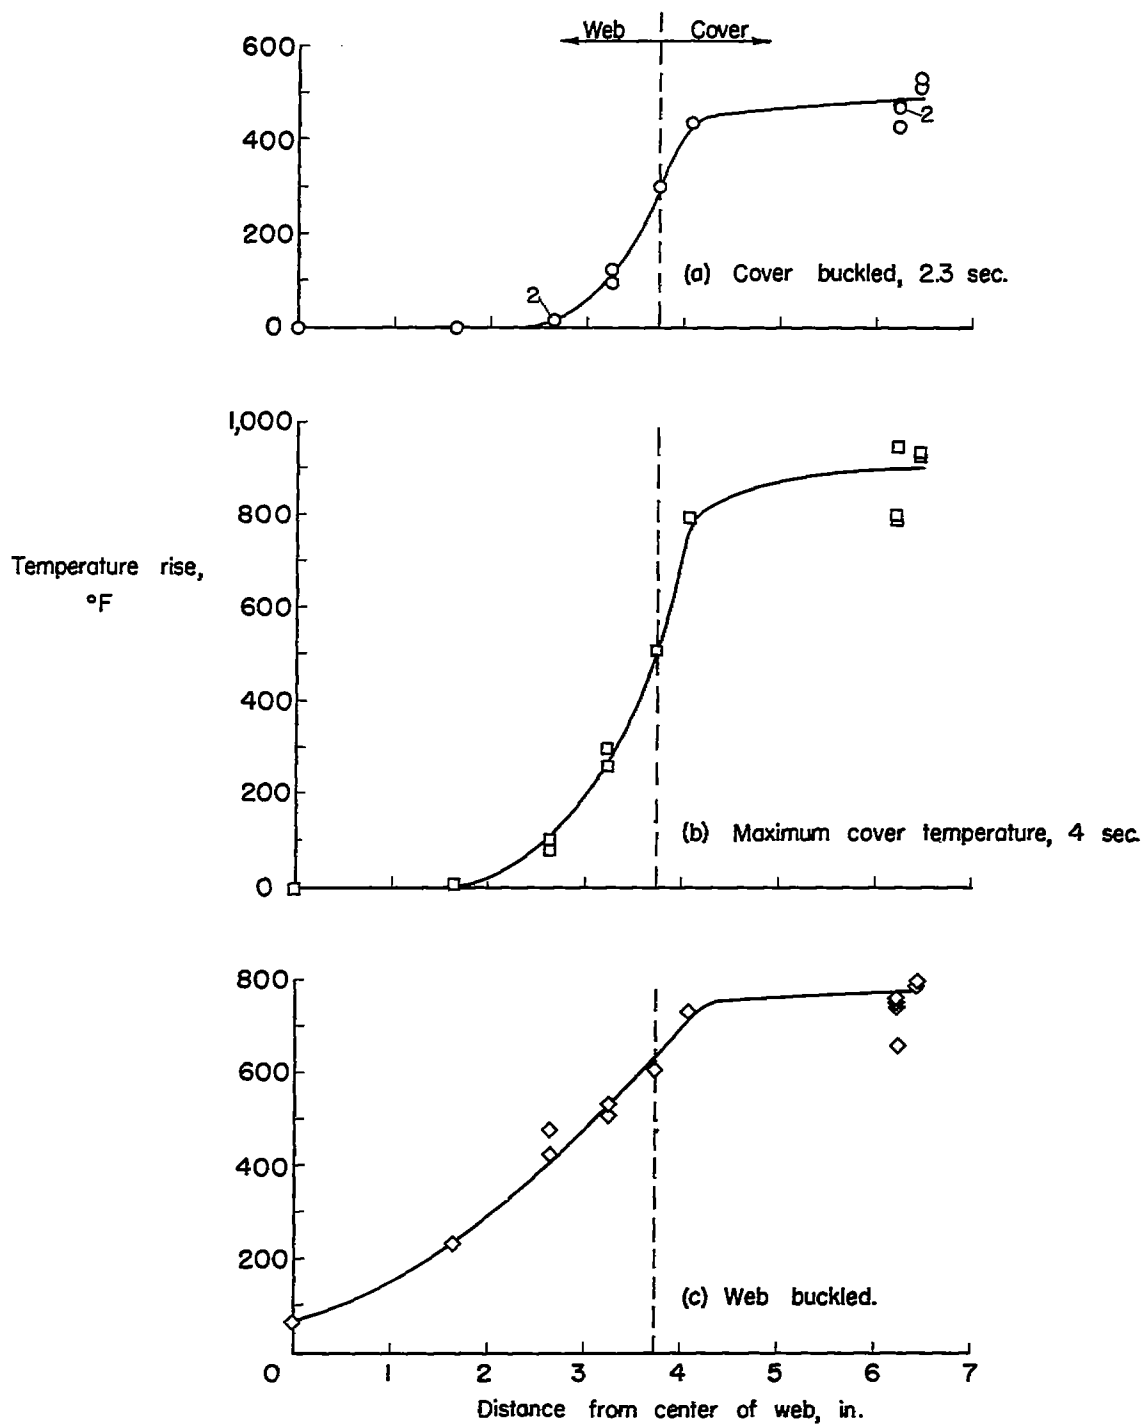 Web Cover
600
400
2
200
(a) Cover buckled, 2.3 sec.
2
0
1,000
800
Temperature rise,
°F
600
400
200
(b) Maximum cover temperature, 4 sec.
0
800
600
400
200
(c) Web buckled.
0 1 2 3 4 5 6 7
Distance from center of web, in.